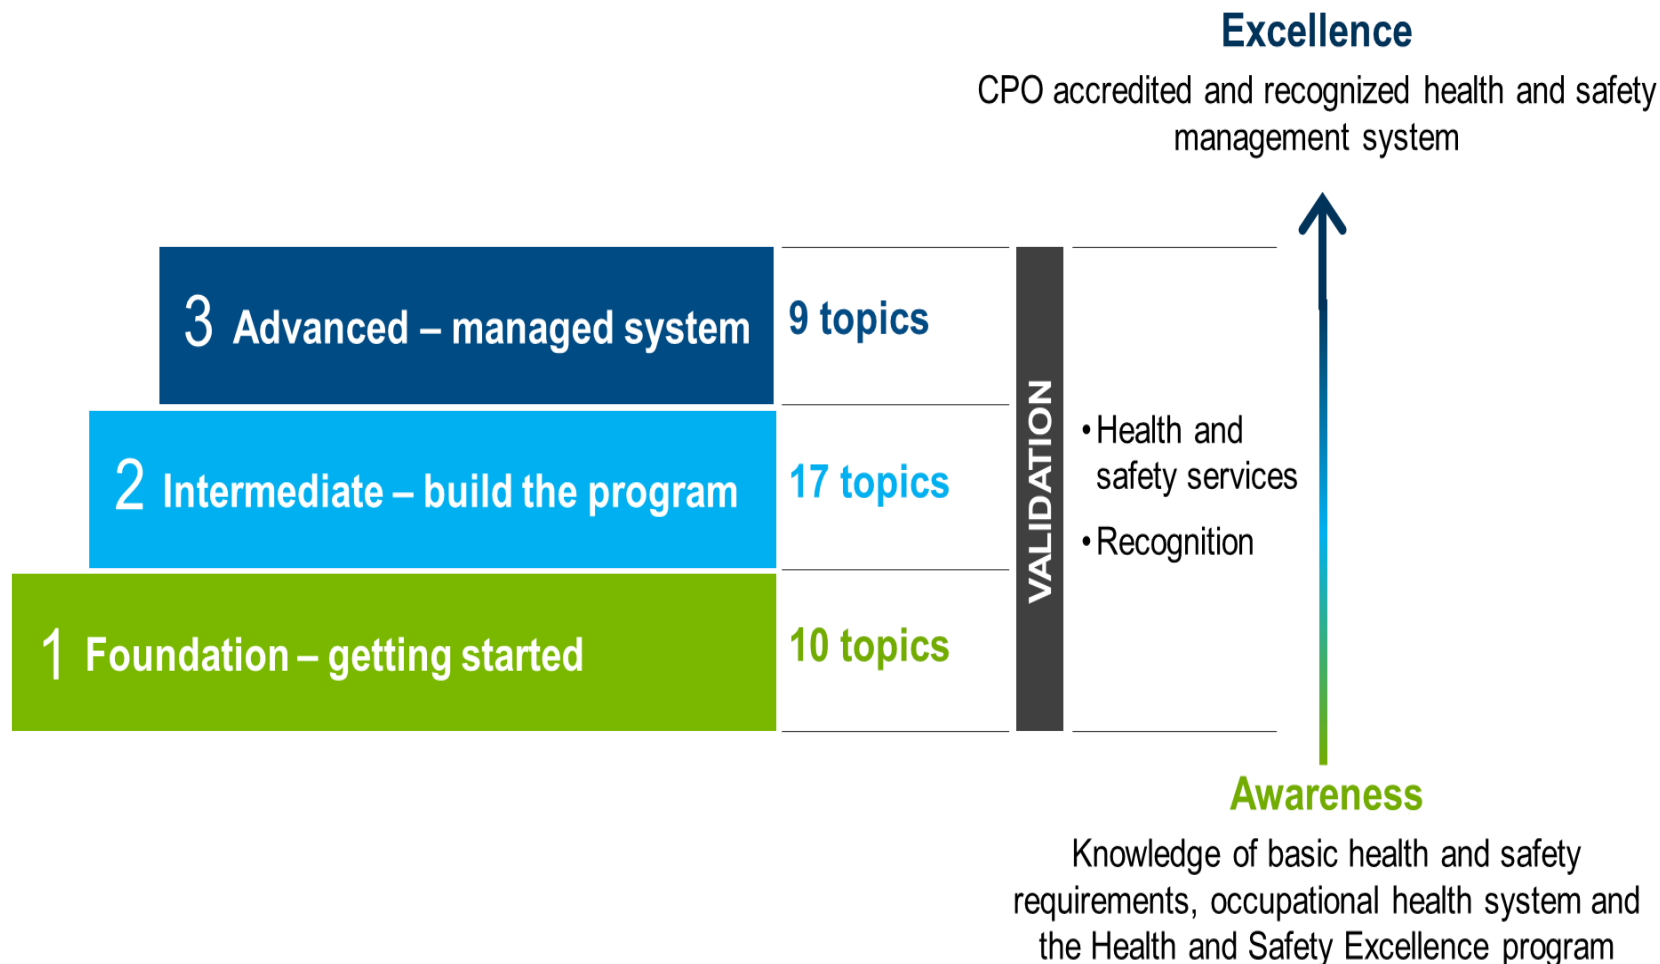 Excellence
CPO accredited and recognized health and safety
management system
3 Advanced – managed system
9 topics
2 Intermediate – build the program
17 topics
1 Foundation – getting started
10 topics
VALIDATION
• Health and
safety services
• Recognition
Awareness
Knowledge of basic health and safety
requirements, occupational health system and
the Health and Safety Excellence program